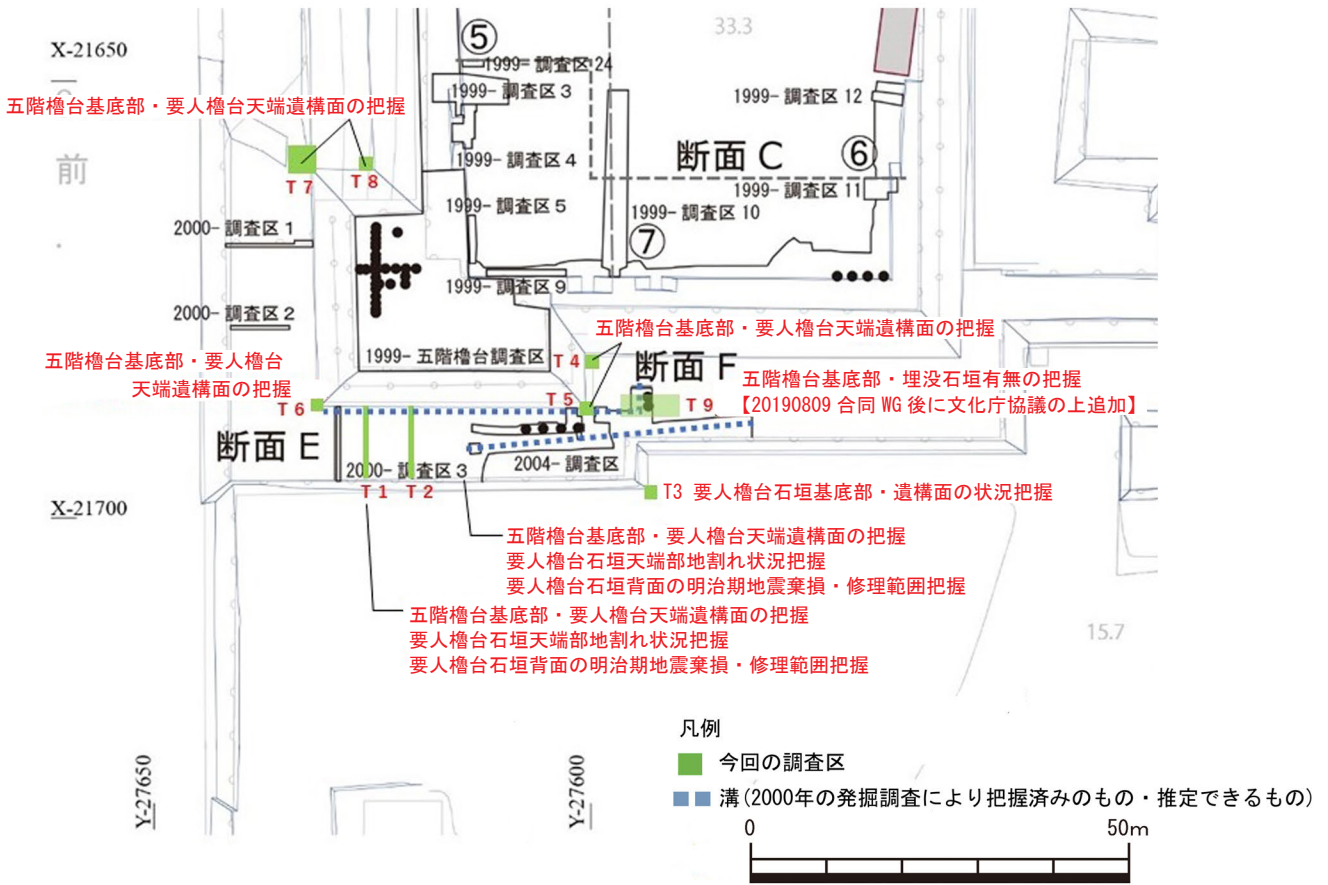 X-21650
33.3
⑤
1999- 調査区 24
1999- 調査区 3
1999- 調査区 12
五階櫓台基底部・要人櫓台天端遺構面の把握
前
T 7
T 8
1999- 調査区 4
断面 C
⑥
1999- 調査区 11
1999- 調査区 5
1999- 調査区 10
2000- 調査区 1
⑦
1999- 調査区 9
2000- 調査区 2
五階櫓台基底部・要人櫓台天端遺構面の把握
1999- 五階櫓台調査区
T 4
断面 F
五階櫓台基底部・要人櫓台
天端遺構面の把握
五階櫓台基底部・埋没石垣有無の把握
【20190809 合同 WG 後に文化庁協議の上追加】
T 6
T 5
T 9
断面 E
2000- 調査区 3
2004- 調査区
T 1
T 2
T3 要人櫓台石垣基底部・遺構面の状況把握
X-21700
五階櫓台基底部・要人櫓台天端遺構面の把握
要人櫓台石垣天端部地割れ状況把握
要人櫓台石垣背面の明治期地震棄損・修理範囲把握
五階櫓台基底部・要人櫓台天端遺構面の把握
要人櫓台石垣天端部地割れ状況把握
要人櫓台石垣背面の明治期地震棄損・修理範囲把握
15.7
Y-27650
Y-27600
凡例
今回の調査区
溝(2000年の発掘調査により把握済みのもの・推定できるもの)
0
50m